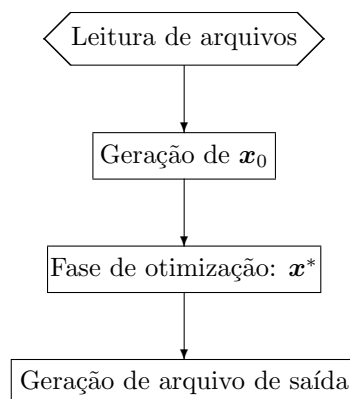 Leitura de arquivos
Geração de x₀
Fase de otimização: x*
Geração de arquivo de saída